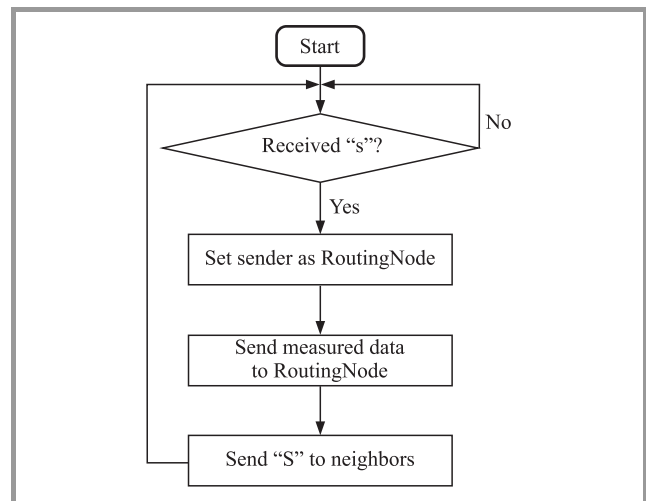 Start
No
Received “s”?
Yes
Set sender as RoutingNode
Send measured data
to RoutingNode
Send “S” to neighbors